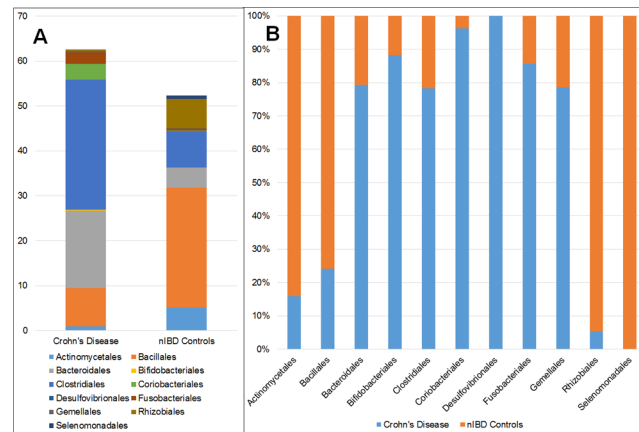 A
70
60
50
40
30
20
10
0
Crohn's Disease nIBD Controls
Actinomycetales Bacillales
Bacteroidales Bifidobacteriales
Clostridiales Coriobacteriales
Desulfovibrionales Fusobacteriales
Gemellales Rhizobiales
Selenomonadales
B
100%
90%
80%
70%
60%
50%
40%
30%
20%
10%
0%
Actinomycetales
Bacillales
Bacteroidales
Bifidobacteriales
Clostridiales
Coriobacteriales
Desulfovibrionales
Fusobacteriales
Gemellales
Rhizobiales
Selenomonadales
Crohn's Disease nIBD Controls